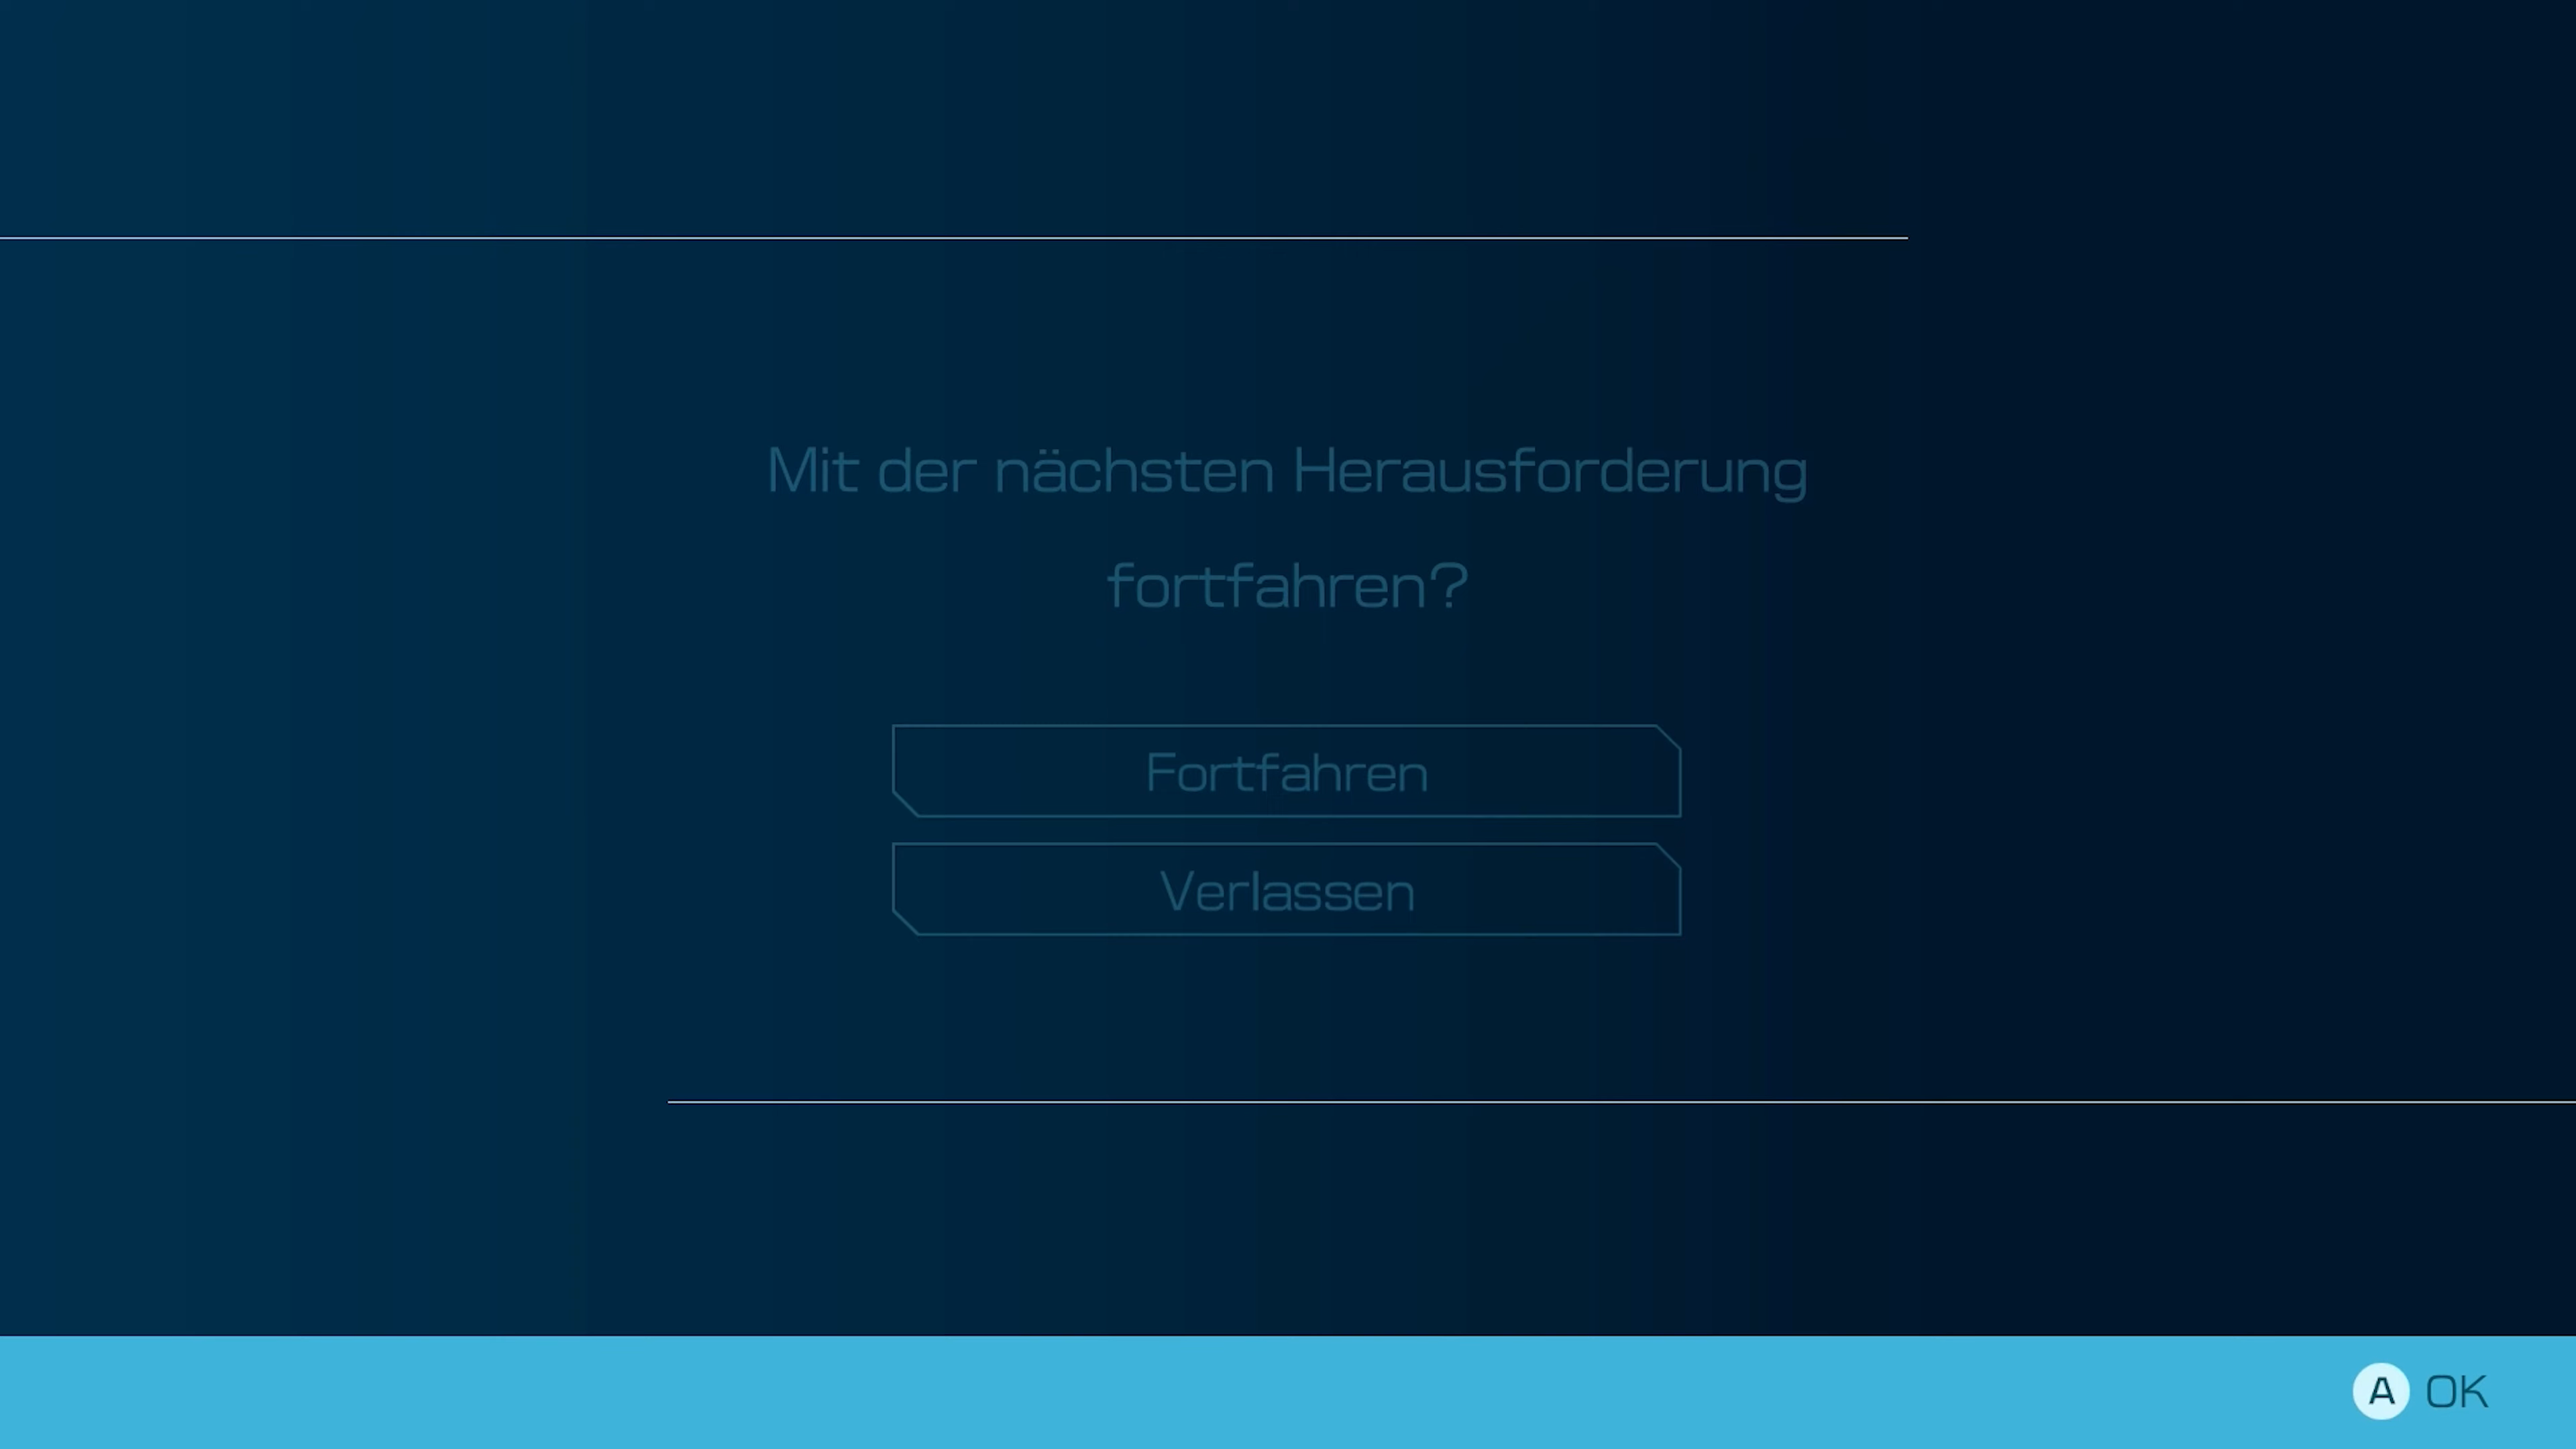 Mit der nächsten Herausforderung
fortfahren?
Fortfahren
Verlassen
A OK